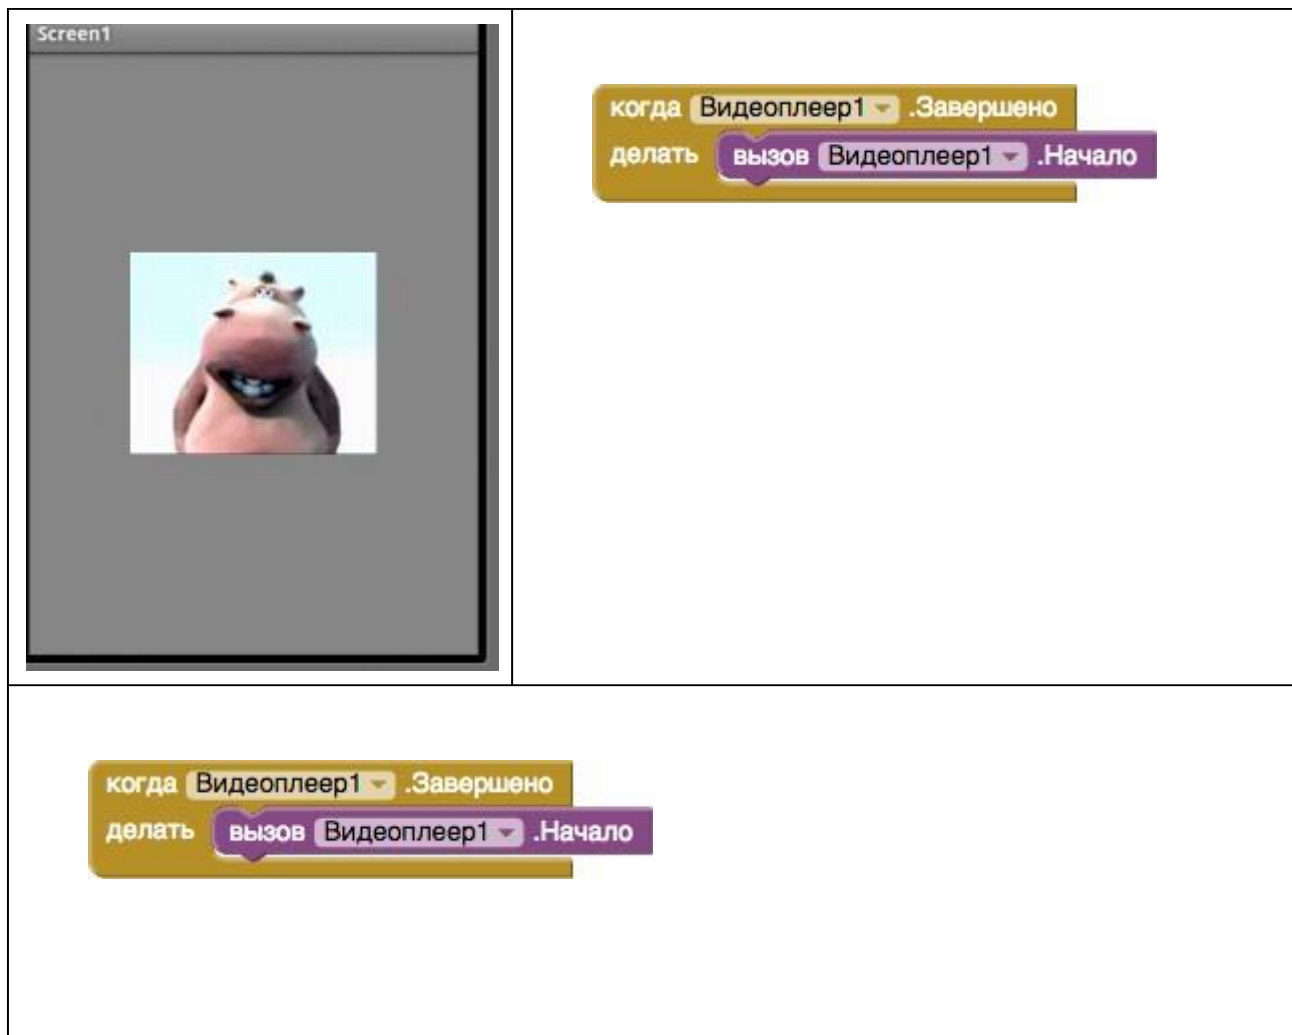 Screen1
когда Видеоплеер1 .Завершено
делать вызов Видеоплеер1 .Начало
когда Видеоплеер1 .Завершено
делать вызов Видеоплеер1 .Начало